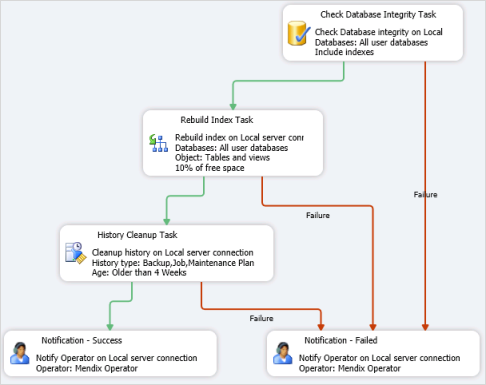 Check Database Integrity Task
Check Database integrity on Local
Databases: All user databases
Include indexes
Rebuild Index Task
Rebuild index on Local server
Databases: All user databases
Object: Tables and views
10% of free space
Failure
Failure
History Cleanup Task
Cleanup history on Local server connection
History type: Backup,Job,Maintenance Plan
Age: Older than 4 Weeks
Failure
Notification - Success
Notify Operator on Local server connection
Operator: Mendix Operator
Notification - Failed
Notify Operator on Local server connection
Operator: Mendix Operator